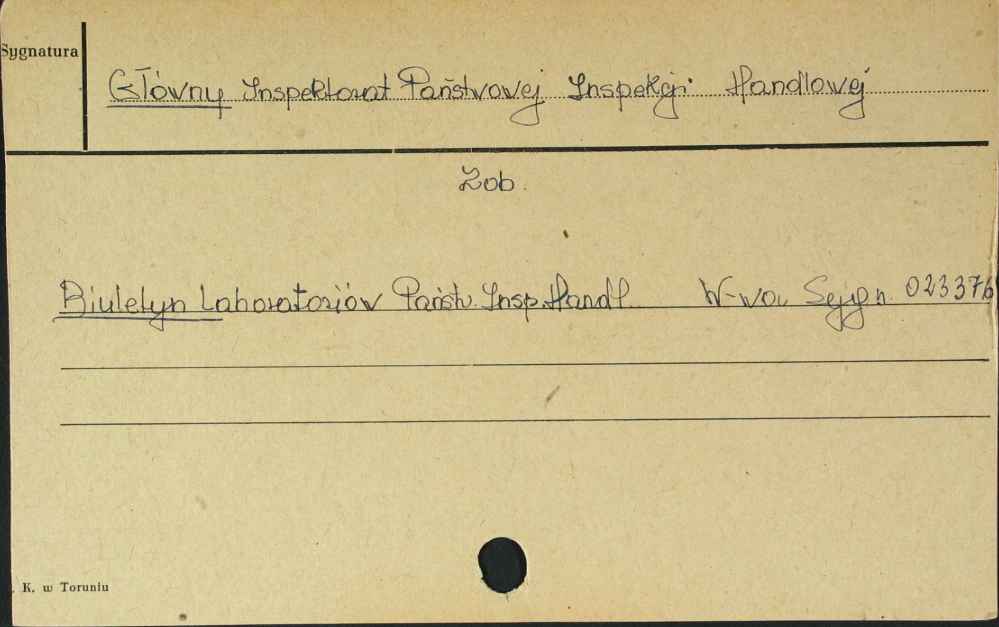 Sygnatura
Główny Inspektorat Państwowej Inspekcji Handlowej
Zob.
Biuletyn Laboratoriów Państw. Insp. Handl. W-wa Sygn. 023376
K. w Toruniu